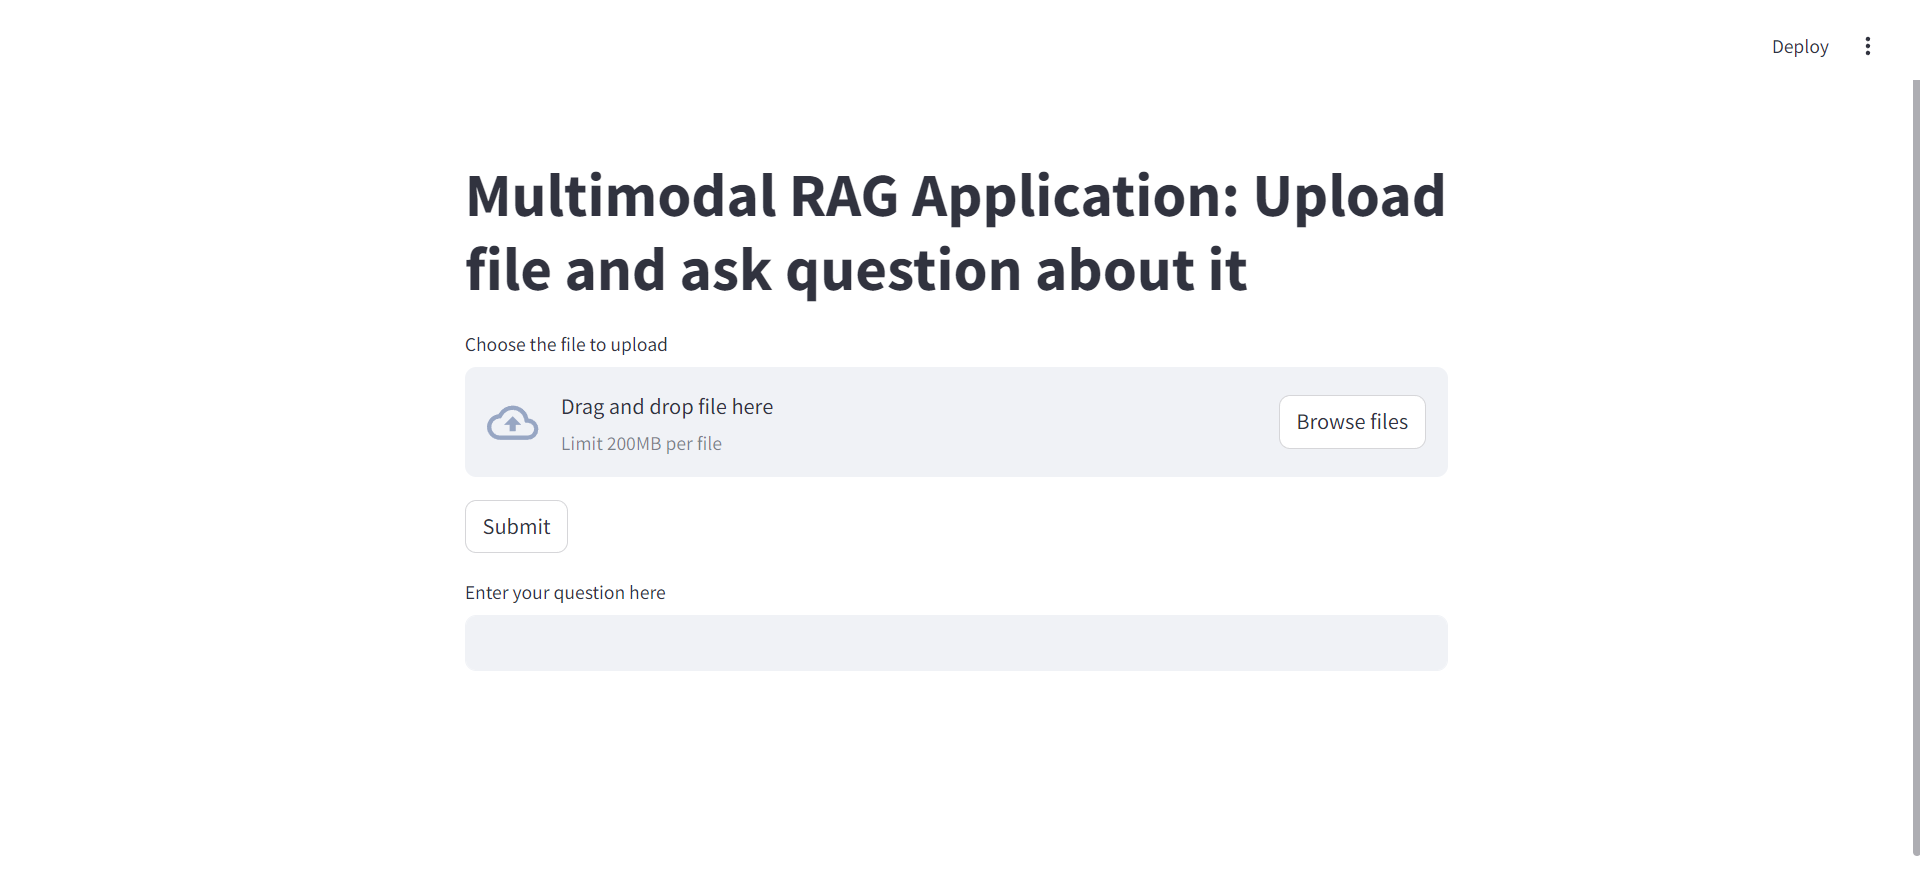 Deploy
Multimodal RAG Application: Upload
file and ask question about it
Choose the file to upload
Drag and drop file here
Limit 200MB per file
Browse files
Submit
Enter your question here